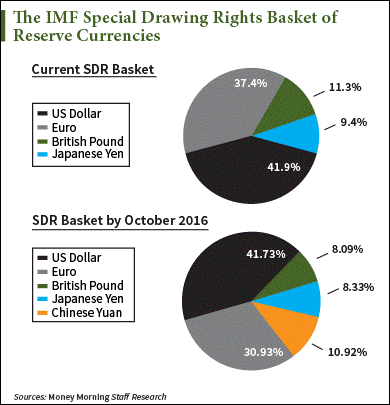 The IMF Special Drawing Rights Basket of
Reserve Currencies
Current SDR Basket
US Dollar
Euro
British Pound
Japanese Yen
37.4%
11.3%
9.4%
41.9%
SDR Basket by October 2016
US Dollar
Euro
British Pound
Japanese Yen
Chinese Yuan
41.73%
8.09%
8.33%
30.93%
10.92%
Sources: Money Morning Staff Research